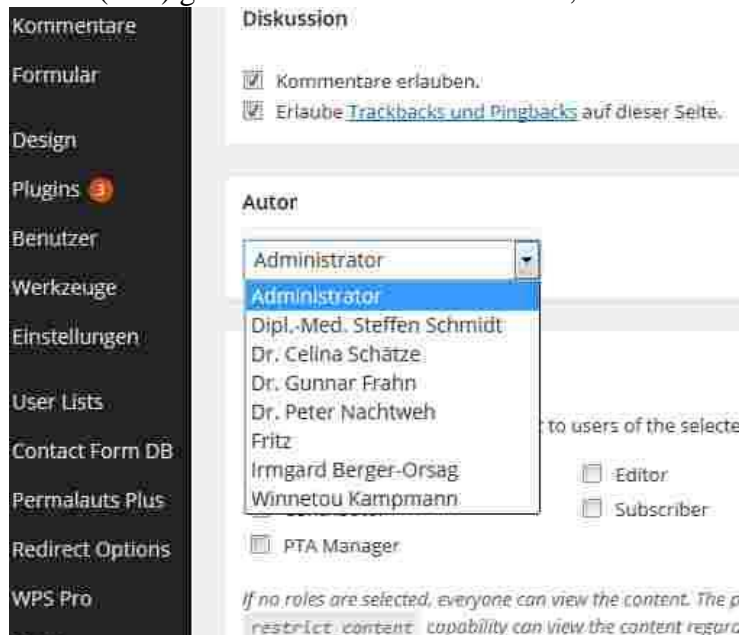 Kommentare
Formular
Design
Plugins 3
Benutzer
Werkzeuge
Einstellungen
User Lists
Contact Form DB
Permalauts Plus
Redirect Options
WPS Pro
Diskussion
Kommentare erlauben.
Erlaube Trackbacks und Pingbacks auf dieser Seite.
Autor
Administrator
Administrator
Dipl.-Med. Steffen Schmidt
Dr. Celina Schätze
Dr. Gunnar Frahn
Dr. Peter Nachtweh
Fritz
Irmgard Berger-Orsag
Winnetou Kampmann
to users of the selecte
Editor
Subscriber
PTA Manager
If no roles are selected, everyone can view the content. The p
restrict content capability can view the content regard